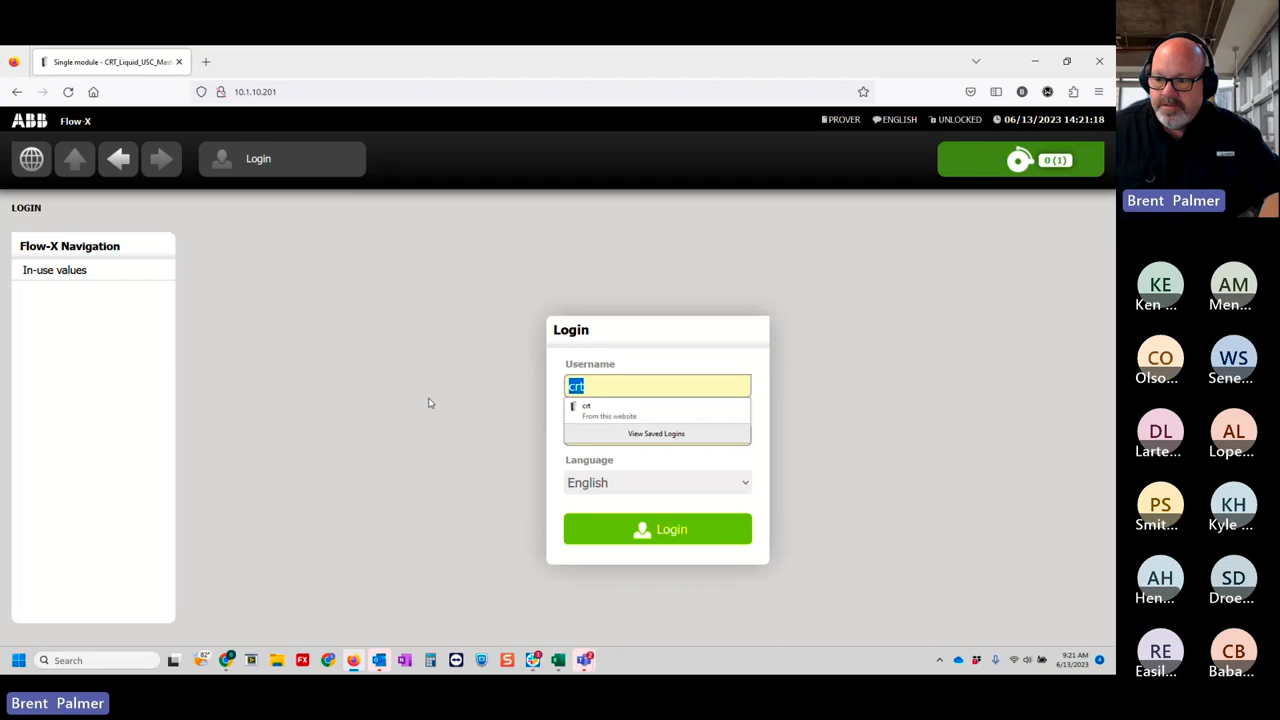 Single module - CRT_Liquid_USC_Mast
10.1.10.201
ABB Flow-X
PROVER ENGLISH UNLOCKED 06/13/2023 14:21:18
Login
0 (1)
LOGIN
Flow-X Navigation
In-use values
Login
Username
crt
crt
From this website
View Saved Logins
Language
English
Login
Search
82°
9:21 AM
6/13/2023
Brent Palmer
Brent Palmer
KE AM
Ken ... Men...
CO WS
Olso... Sene...
DL AL
Larte... Lope...
PS KH
Smit... Kyle ...
AH SD
Hen... Droe...
RE CB
Easil... Baba...